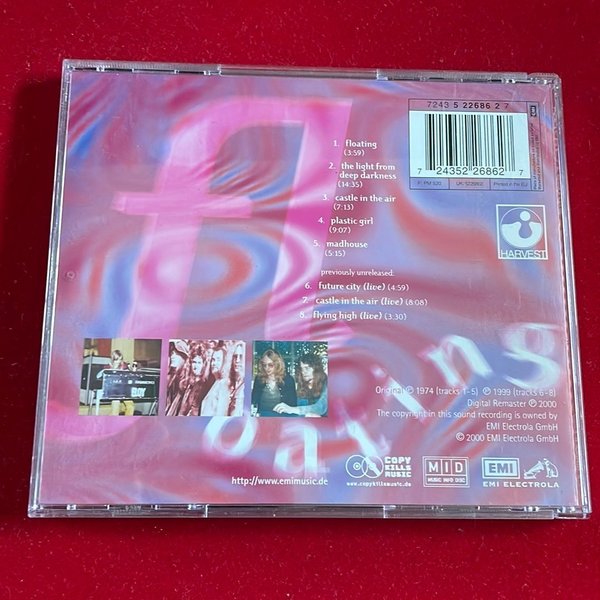 7243 5 22686 2 7
7 24352 26862 7
Printed in the EU
HARVEST
1. floating
(3:59)
2. the light from
deep darkness
(14:35)
3. castle in the air
(7:13)
4. plastic girl
(9:07)
5. madhouse
(5:15)
previously unreleased:
6. future city (live) (4:59)
7. castle in the air (live) (8:08)
8. flying high (live) (3:30)
floating
Original ℗ 1974 (tracks 1-5) ℗ 1999 (tracks 6-8)
Digital Remaster ℗ 2000
The copyright in this sound recording is owned by
EMI Electrola GmbH
© 2000 EMI Electrola GmbH
http://www.emimusic.de
COPY
KILLS
MUSIC
www.copykillsmusic.de
MID
MUSIC INFO DISC
EMI
EMI ELECTROLA